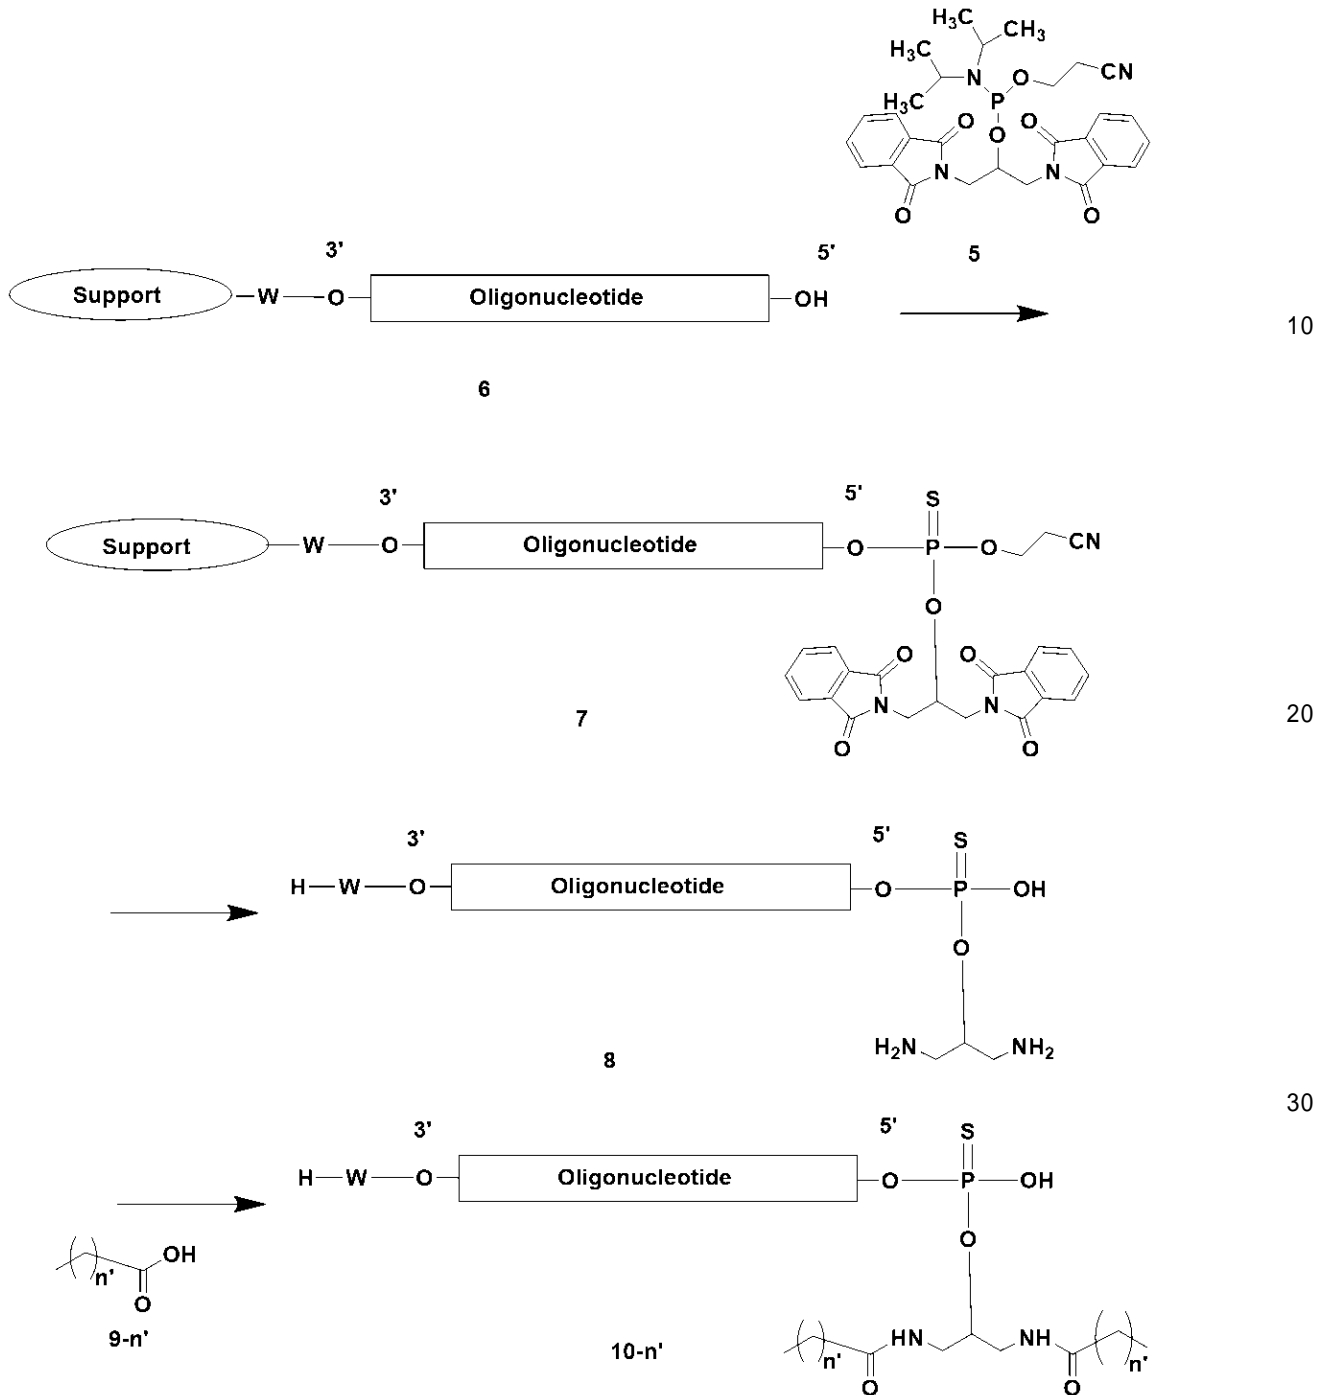 H₃C CH₃
H₃C N O CN
H₃C P
O O O
N N
O O
3' 5' 5
Support W O Oligonucleotide OH
10
6
3' 5' S
Support W O Oligonucleotide O P O CN
O
O O
N N
7 20
O O
3' 5' S
H W O Oligonucleotide O P OH
O
H₂N NH₂
8
30
3' 5' S
H W O Oligonucleotide O P OH
O
( ) n' OH
O
9-n'
10-n' ( ) n' HN NH ( ) n'
O O